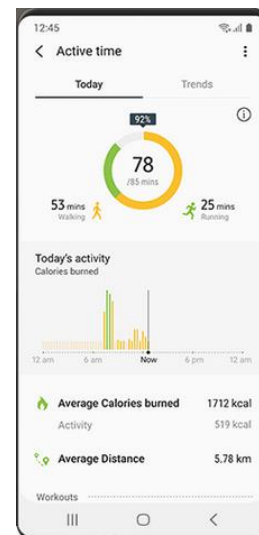 12:45
Active time
Today
Trends
92%
78
/85 mins
53 mins
Walking
25 mins
Running
Today's activity
Calories burned
12 am 6 am Now 6 pm 12 am
Average Calories burned 1712 kcal
Activity 519 kcal
Average Distance 5.78 km
Workouts